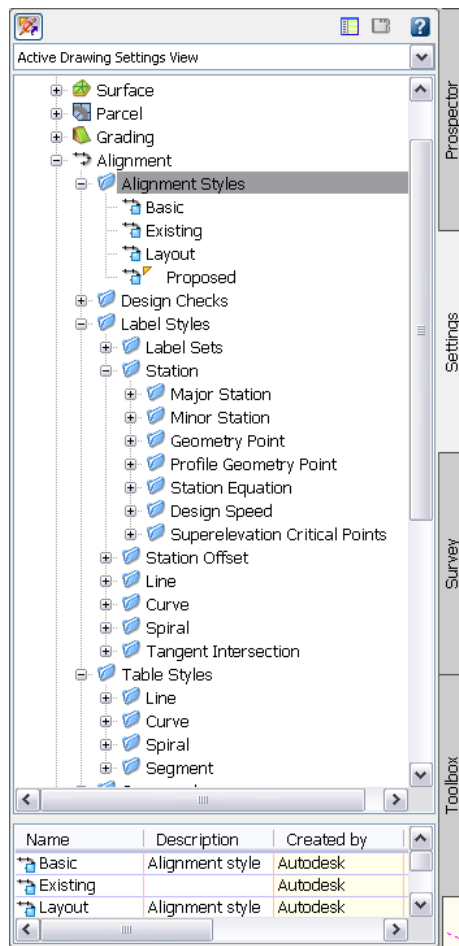 ?
Active Drawing Settings View
Surface
Parcel
Grading
Alignment
Alignment Styles
Basic
Existing
Layout
Proposed
Design Checks
Label Styles
Label Sets
Station
Major Station
Minor Station
Geometry Point
Profile Geometry Point
Station Equation
Design Speed
Superelevation Critical Points
Station Offset
Line
Curve
Spiral
Tangent Intersection
Table Styles
Line
Curve
Spiral
Segment
Name Description Created by
Basic Alignment style Autodesk
Existing Autodesk
Layout Alignment style Autodesk
Prospector
Settings
Survey
Toolbox